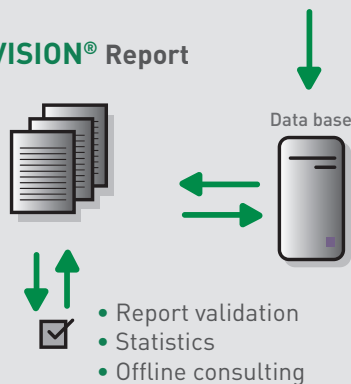 VISION® Report
Data base
• Report validation
• Statistics
• Offline consulting